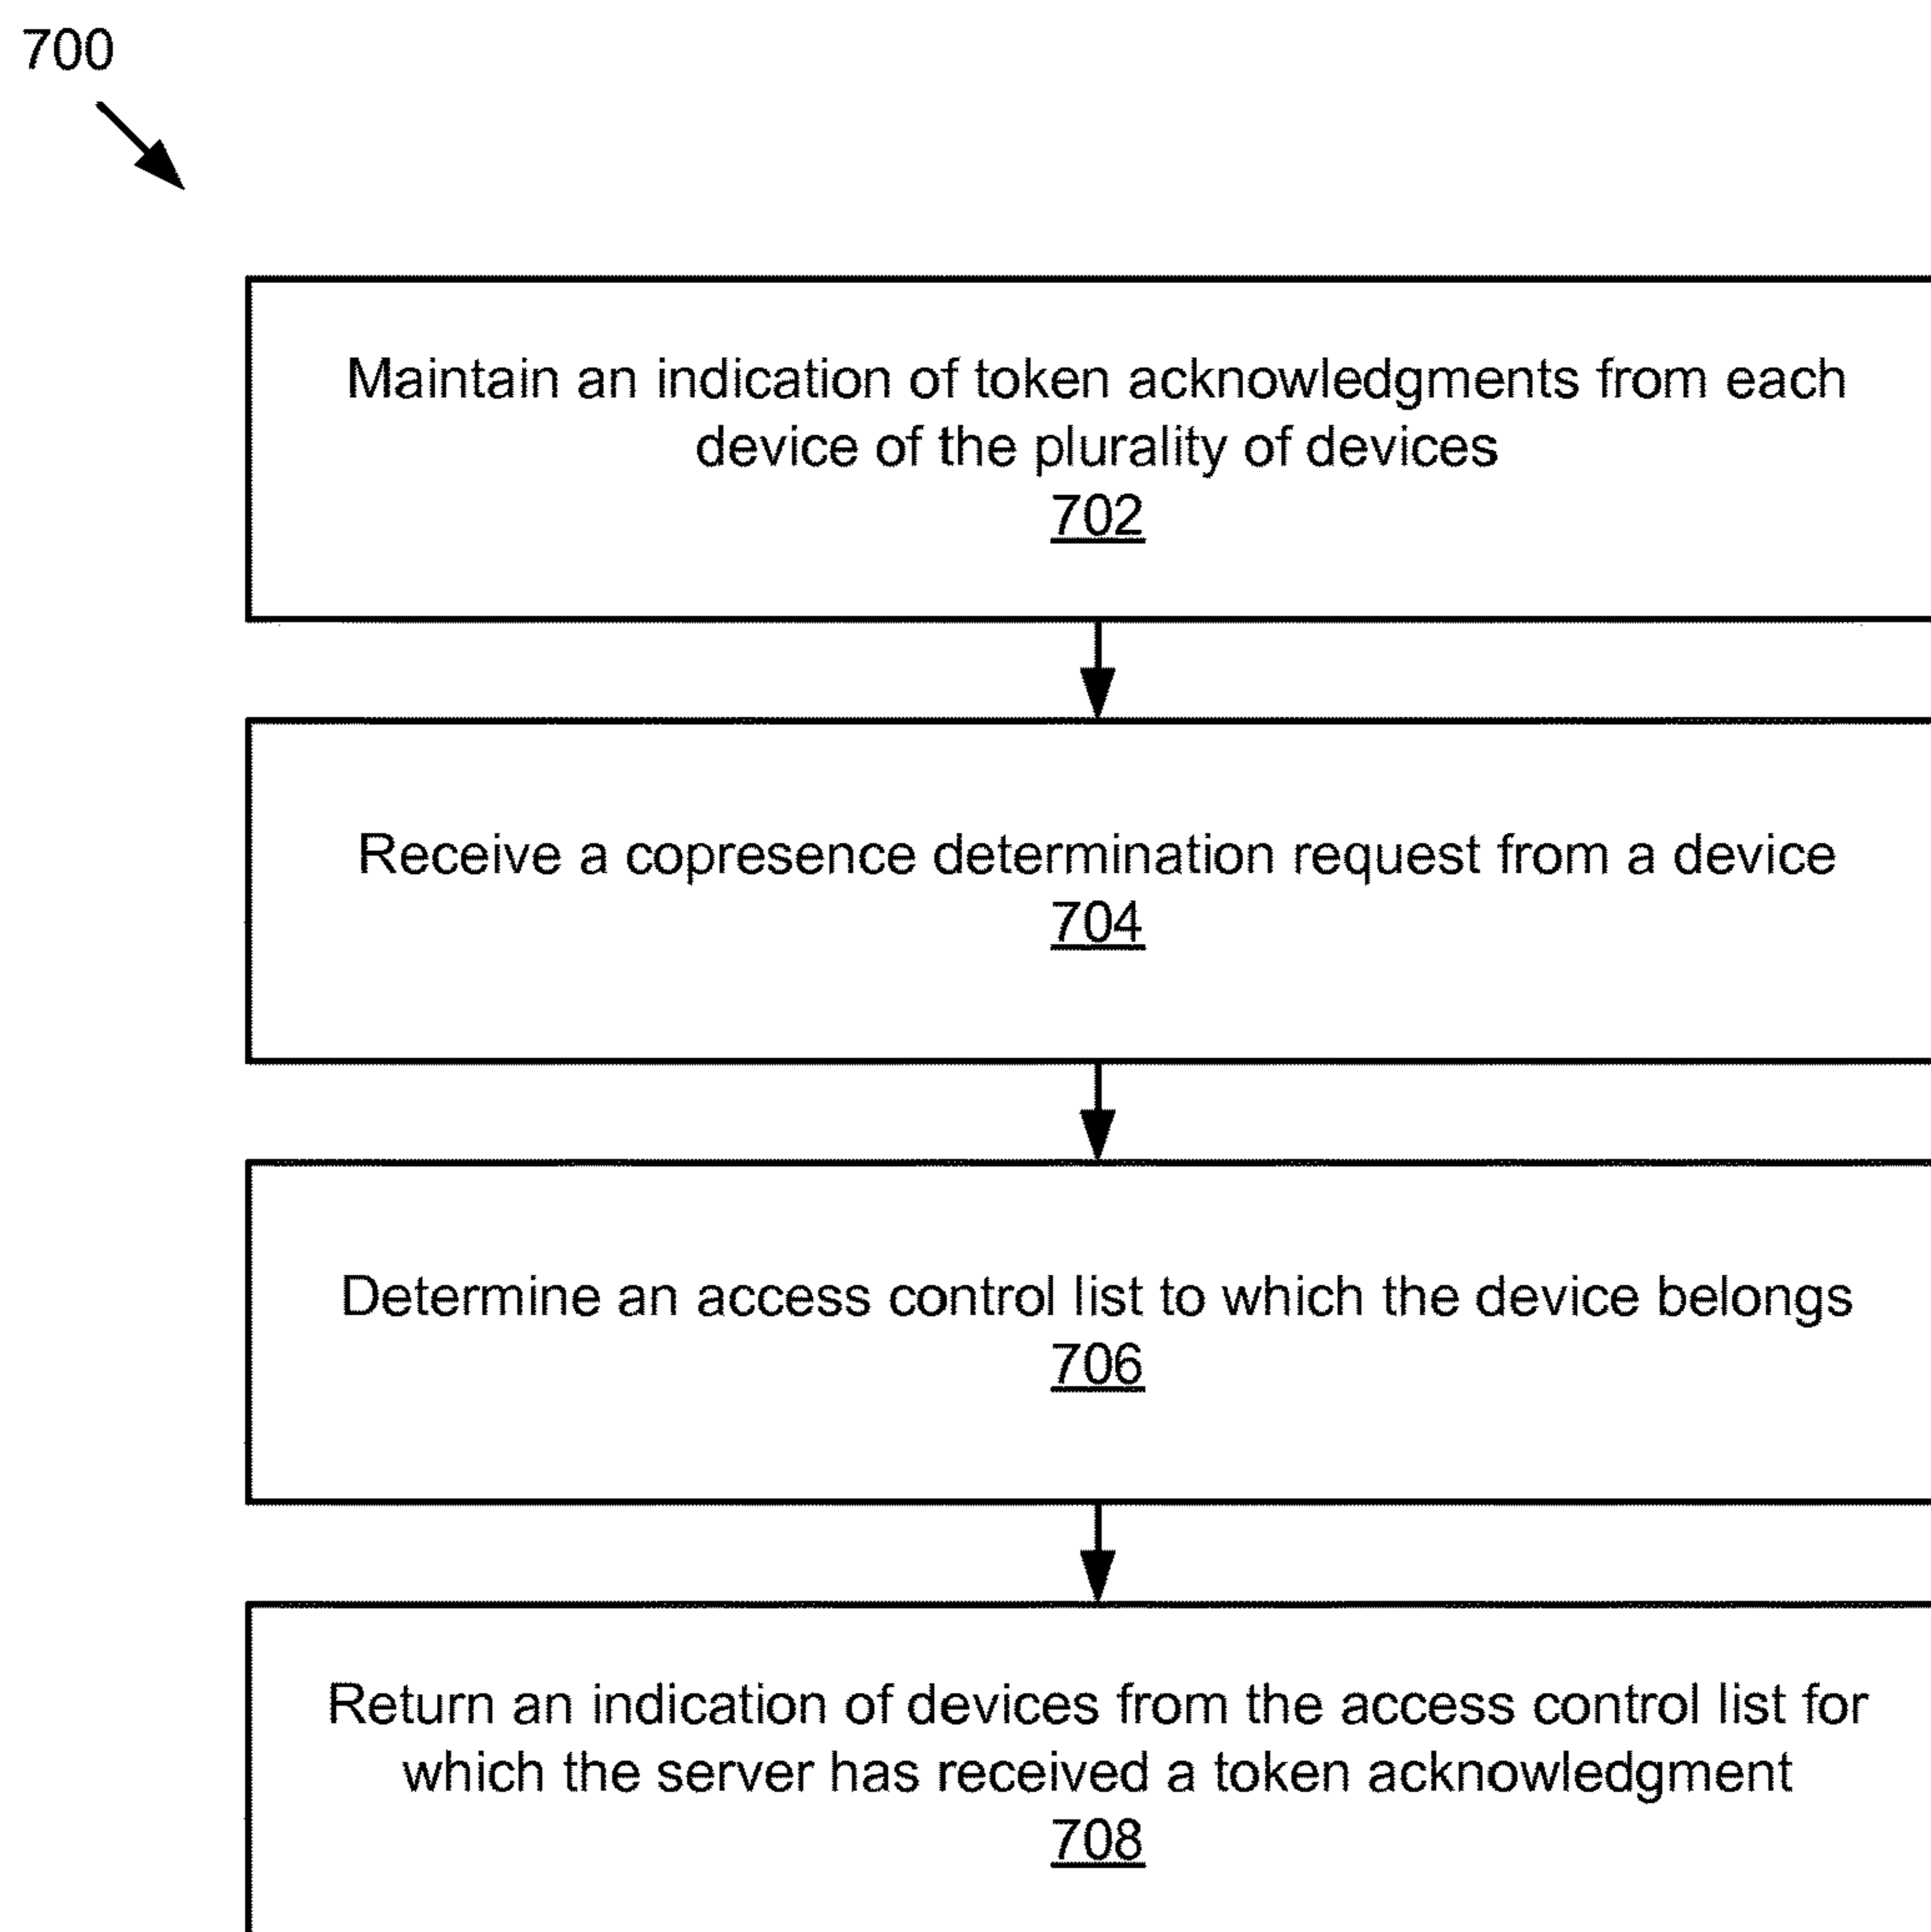 700
Maintain an indication of token acknowledgments from each
device of the plurality of devices
702
Receive a copresence determination request from a device
704
Determine an access control list to which the device belongs
706
Return an indication of devices from the access control list for
which the server has received a token acknowledgment
708